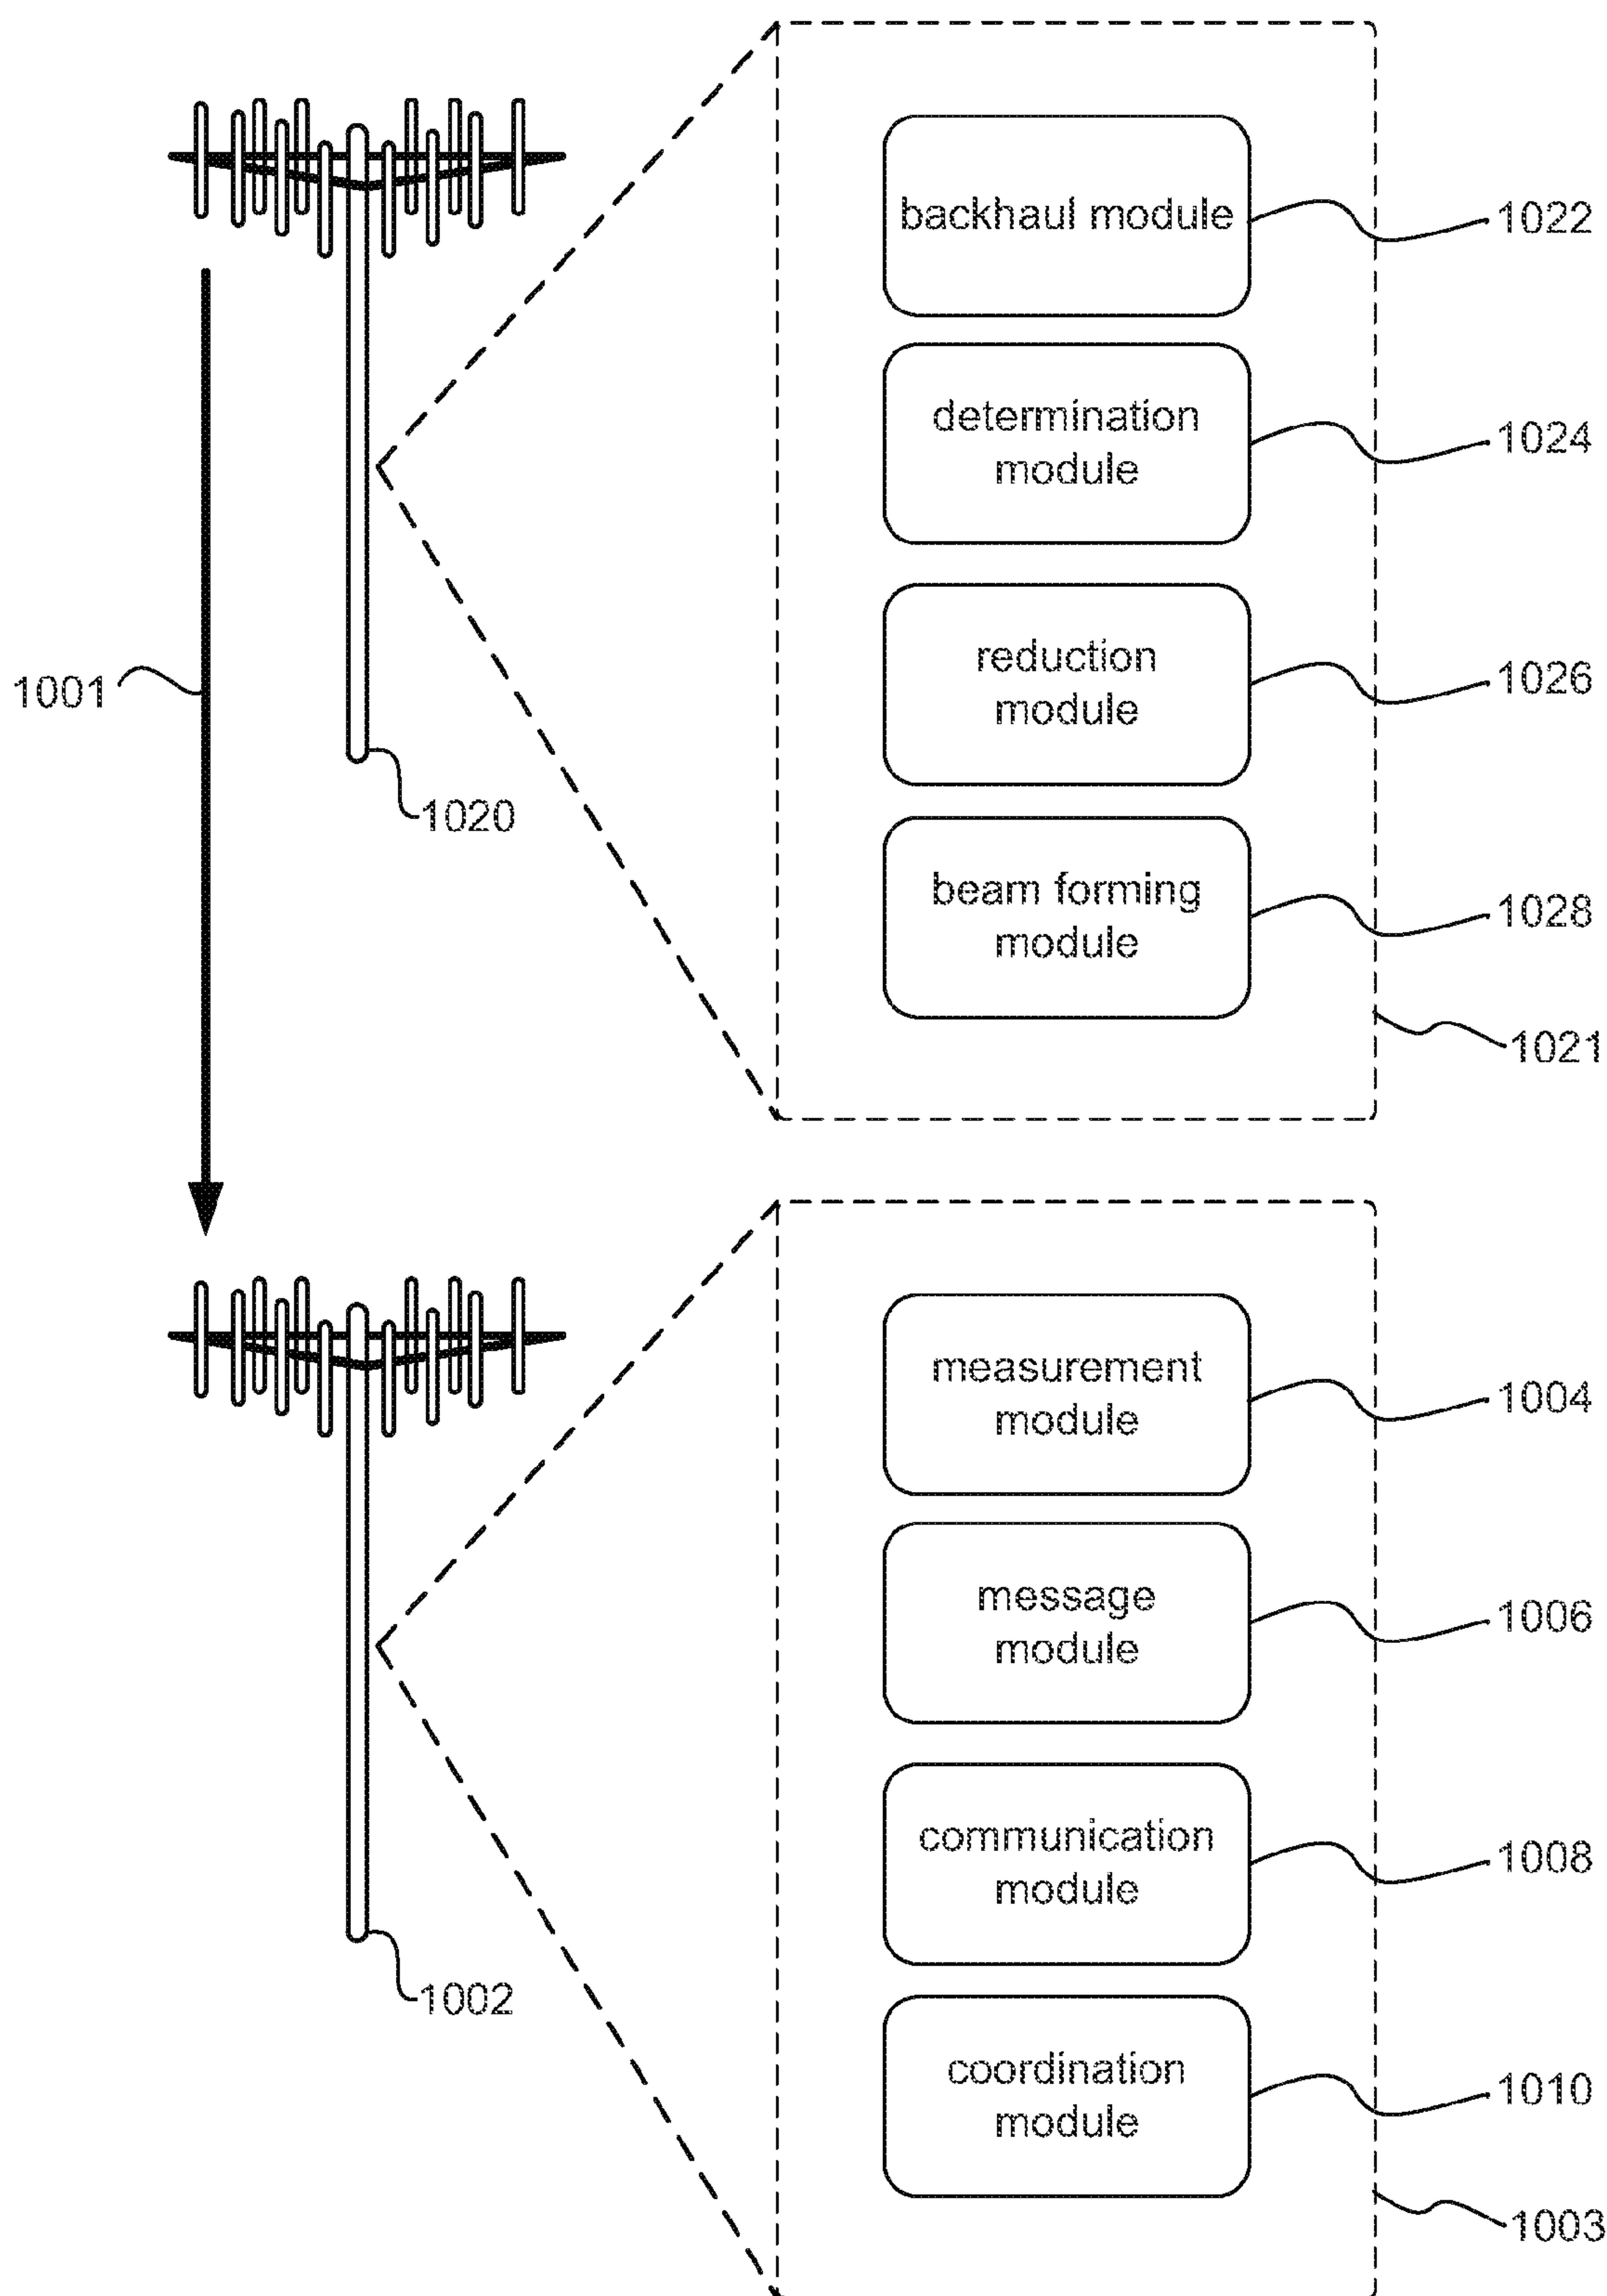 backhaul module
1022
determination
module
1024
reduction
module
1026
1001
1020
beam forming
module
1028
1021
measurement
module
1004
message
module
1006
communication
module
1008
1002
coordination
module
1010
1003